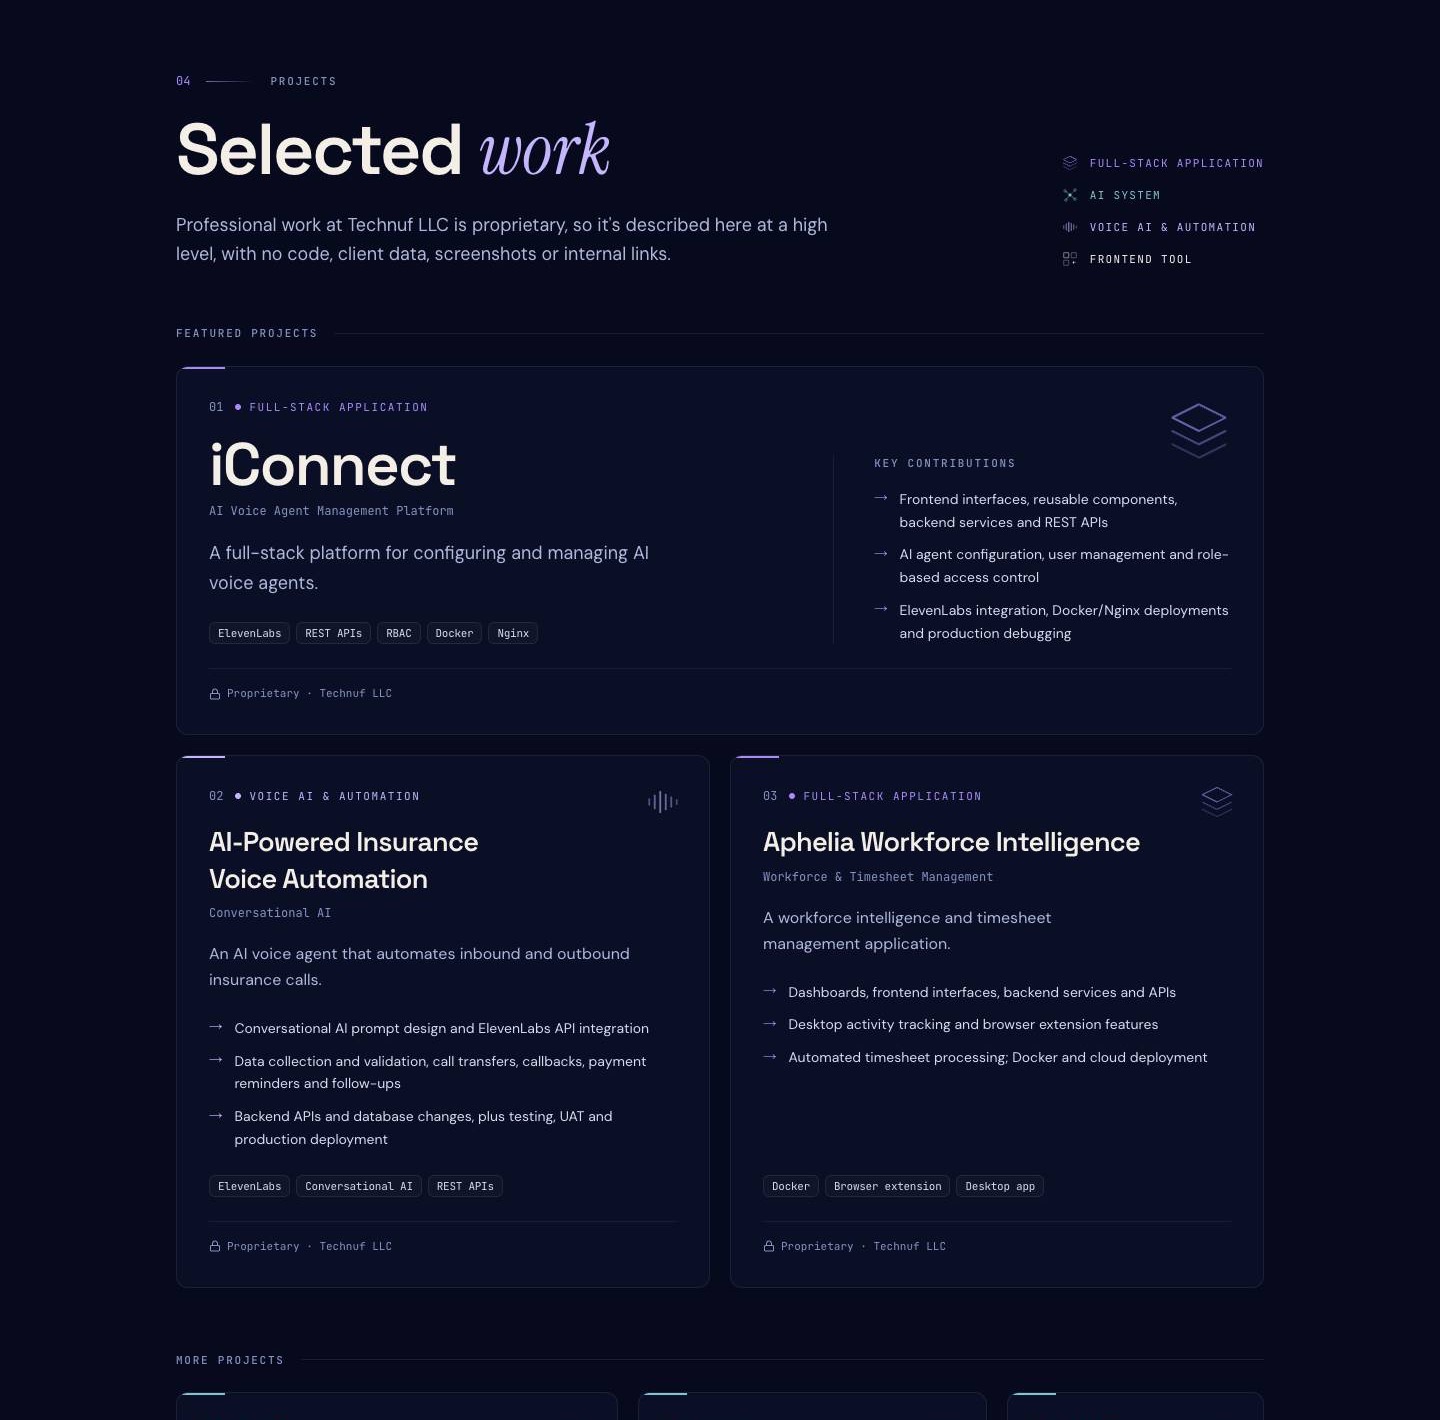 04 PROJECTS
Selected work
Professional work at Technuf LLC is proprietary, so it's described here at a high
level, with no code, client data, screenshots or internal links.
FULL-STACK APPLICATION
AI SYSTEM
VOICE AI & AUTOMATION
FRONTEND TOOL
FEATURED PROJECTS
01 • FULL-STACK APPLICATION
iConnect
AI Voice Agent Management Platform
A full-stack platform for configuring and managing AI
voice agents.
ElevenLabs REST APIs RBAC Docker Nginx
KEY CONTRIBUTIONS
→ Frontend interfaces, reusable components,
backend services and REST APIs
→ AI agent configuration, user management and role-
based access control
→ ElevenLabs integration, Docker/Nginx deployments
and production debugging
Proprietary · Technuf LLC
02 • VOICE AI & AUTOMATION
AI-Powered Insurance
Voice Automation
Conversational AI
An AI voice agent that automates inbound and outbound
insurance calls.
→ Conversational AI prompt design and ElevenLabs API integration
→ Data collection and validation, call transfers, callbacks, payment
reminders and follow-ups
→ Backend APIs and database changes, plus testing, UAT and
production deployment
ElevenLabs Conversational AI REST APIs
Proprietary · Technuf LLC
03 • FULL-STACK APPLICATION
Aphelia Workforce Intelligence
Workforce & Timesheet Management
A workforce intelligence and timesheet
management application.
→ Dashboards, frontend interfaces, backend services and APIs
→ Desktop activity tracking and browser extension features
→ Automated timesheet processing; Docker and cloud deployment
Docker Browser extension Desktop app
Proprietary · Technuf LLC
MORE PROJECTS